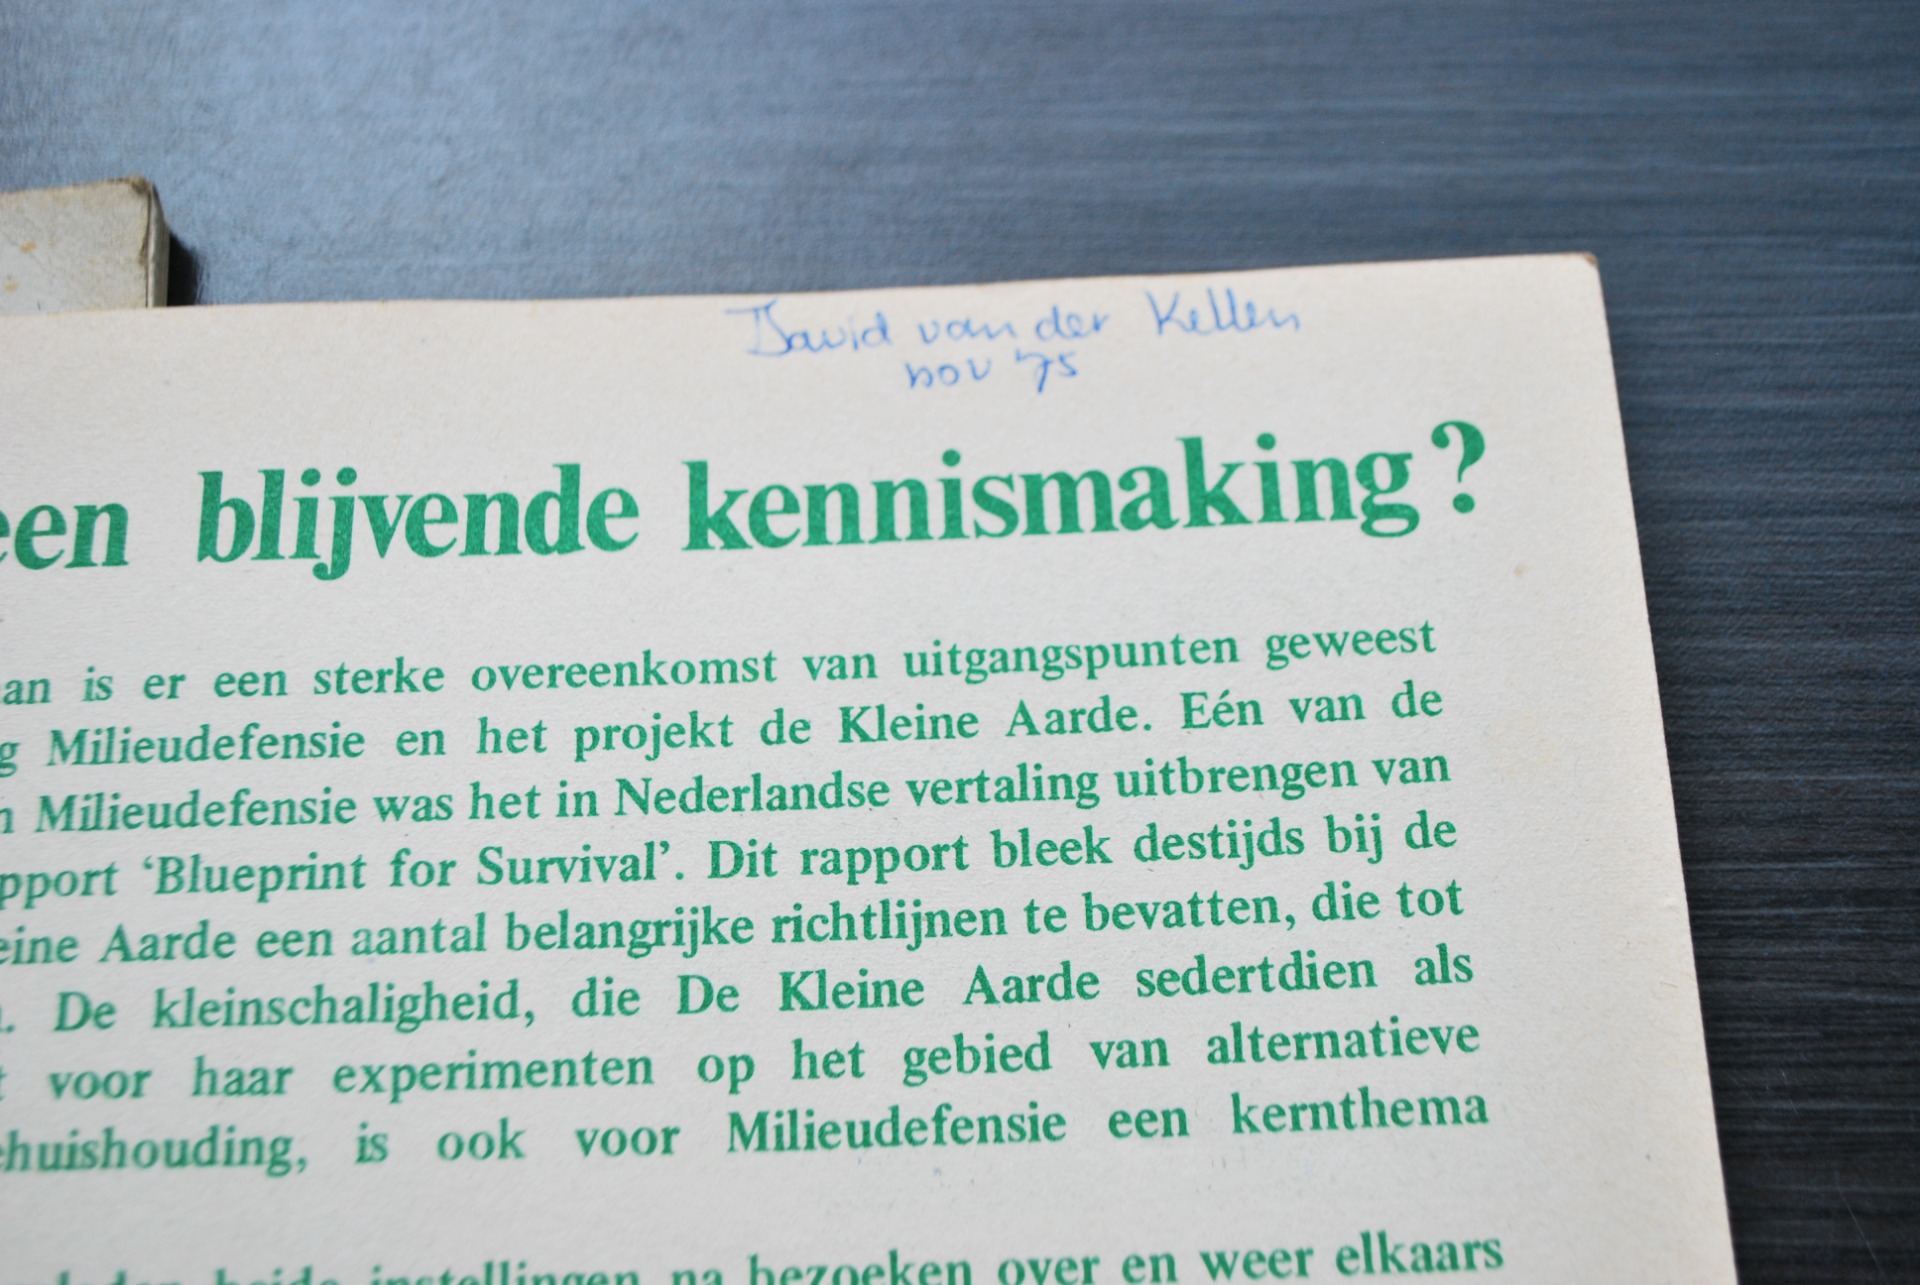 David van der Kellen
nov '75
een blijvende kennismaking?
is er een sterke overeenkomst van uitgangspunten geweest
Milieudefensie en het projekt de Kleine Aarde. Eén van de
Milieudefensie was het in Nederlandse vertaling uitbrengen van
'Blueprint for Survival'. Dit rapport bleek destijds bij de
Aarde een aantal belangrijke richtlijnen te bevatten, die tot
De kleinschaligheid, die De Kleine Aarde sedertdien als
voor haar experimenten op het gebied van alternatieve
is ook voor Milieudefensie een kernthema
beide instellingen na bezoeken over en weer elkaars